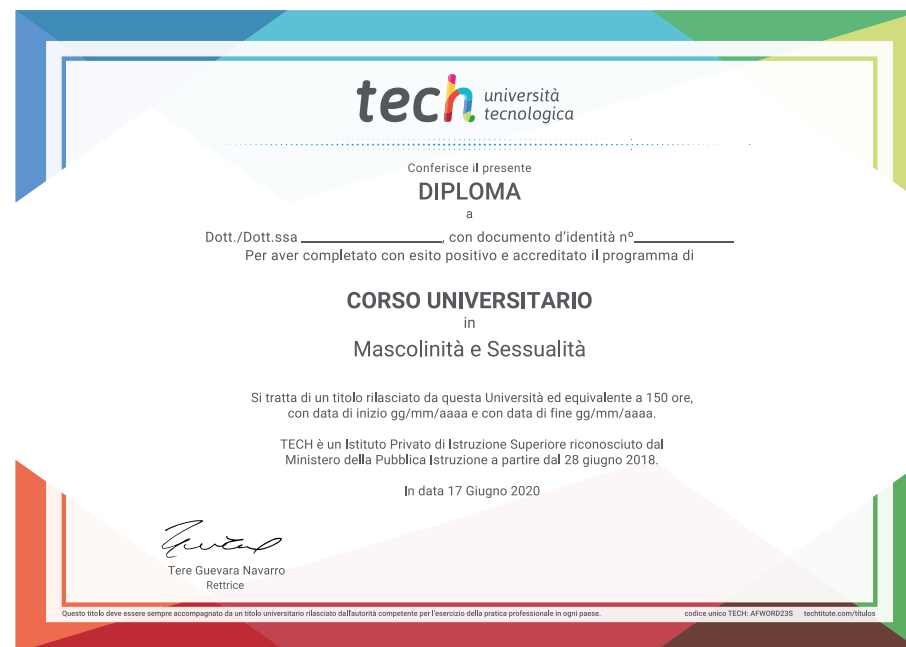 tech università
tecnologica
Conferisce il presente
DIPLOMA
a
Dott./Dott.ssa ____________________, con documento d'identità nº______________
Per aver completato con esito positivo e accreditato il programma di
CORSO UNIVERSITARIO
in
Mascolinità e Sessualità
Si tratta di un titolo rilasciato da questa Università ed equivalente a 150 ore,
con data di inizio gg/mm/aaaa e con data di fine gg/mm/aaaa.
TECH è un Istituto Privato di Istruzione Superiore riconosciuto dal
Ministero della Pubblica Istruzione a partire dal 28 giugno 2018.
In data 17 Giugno 2020
Tere Guevara Navarro
Rettrice
Questo titolo deve essere sempre accompagnato da un titolo universitario rilasciato dall'autorità competente per l'esercizio della pratica professionale in ogni paese. codice unico TECH: AFWORD23S techtitute.com/titulos